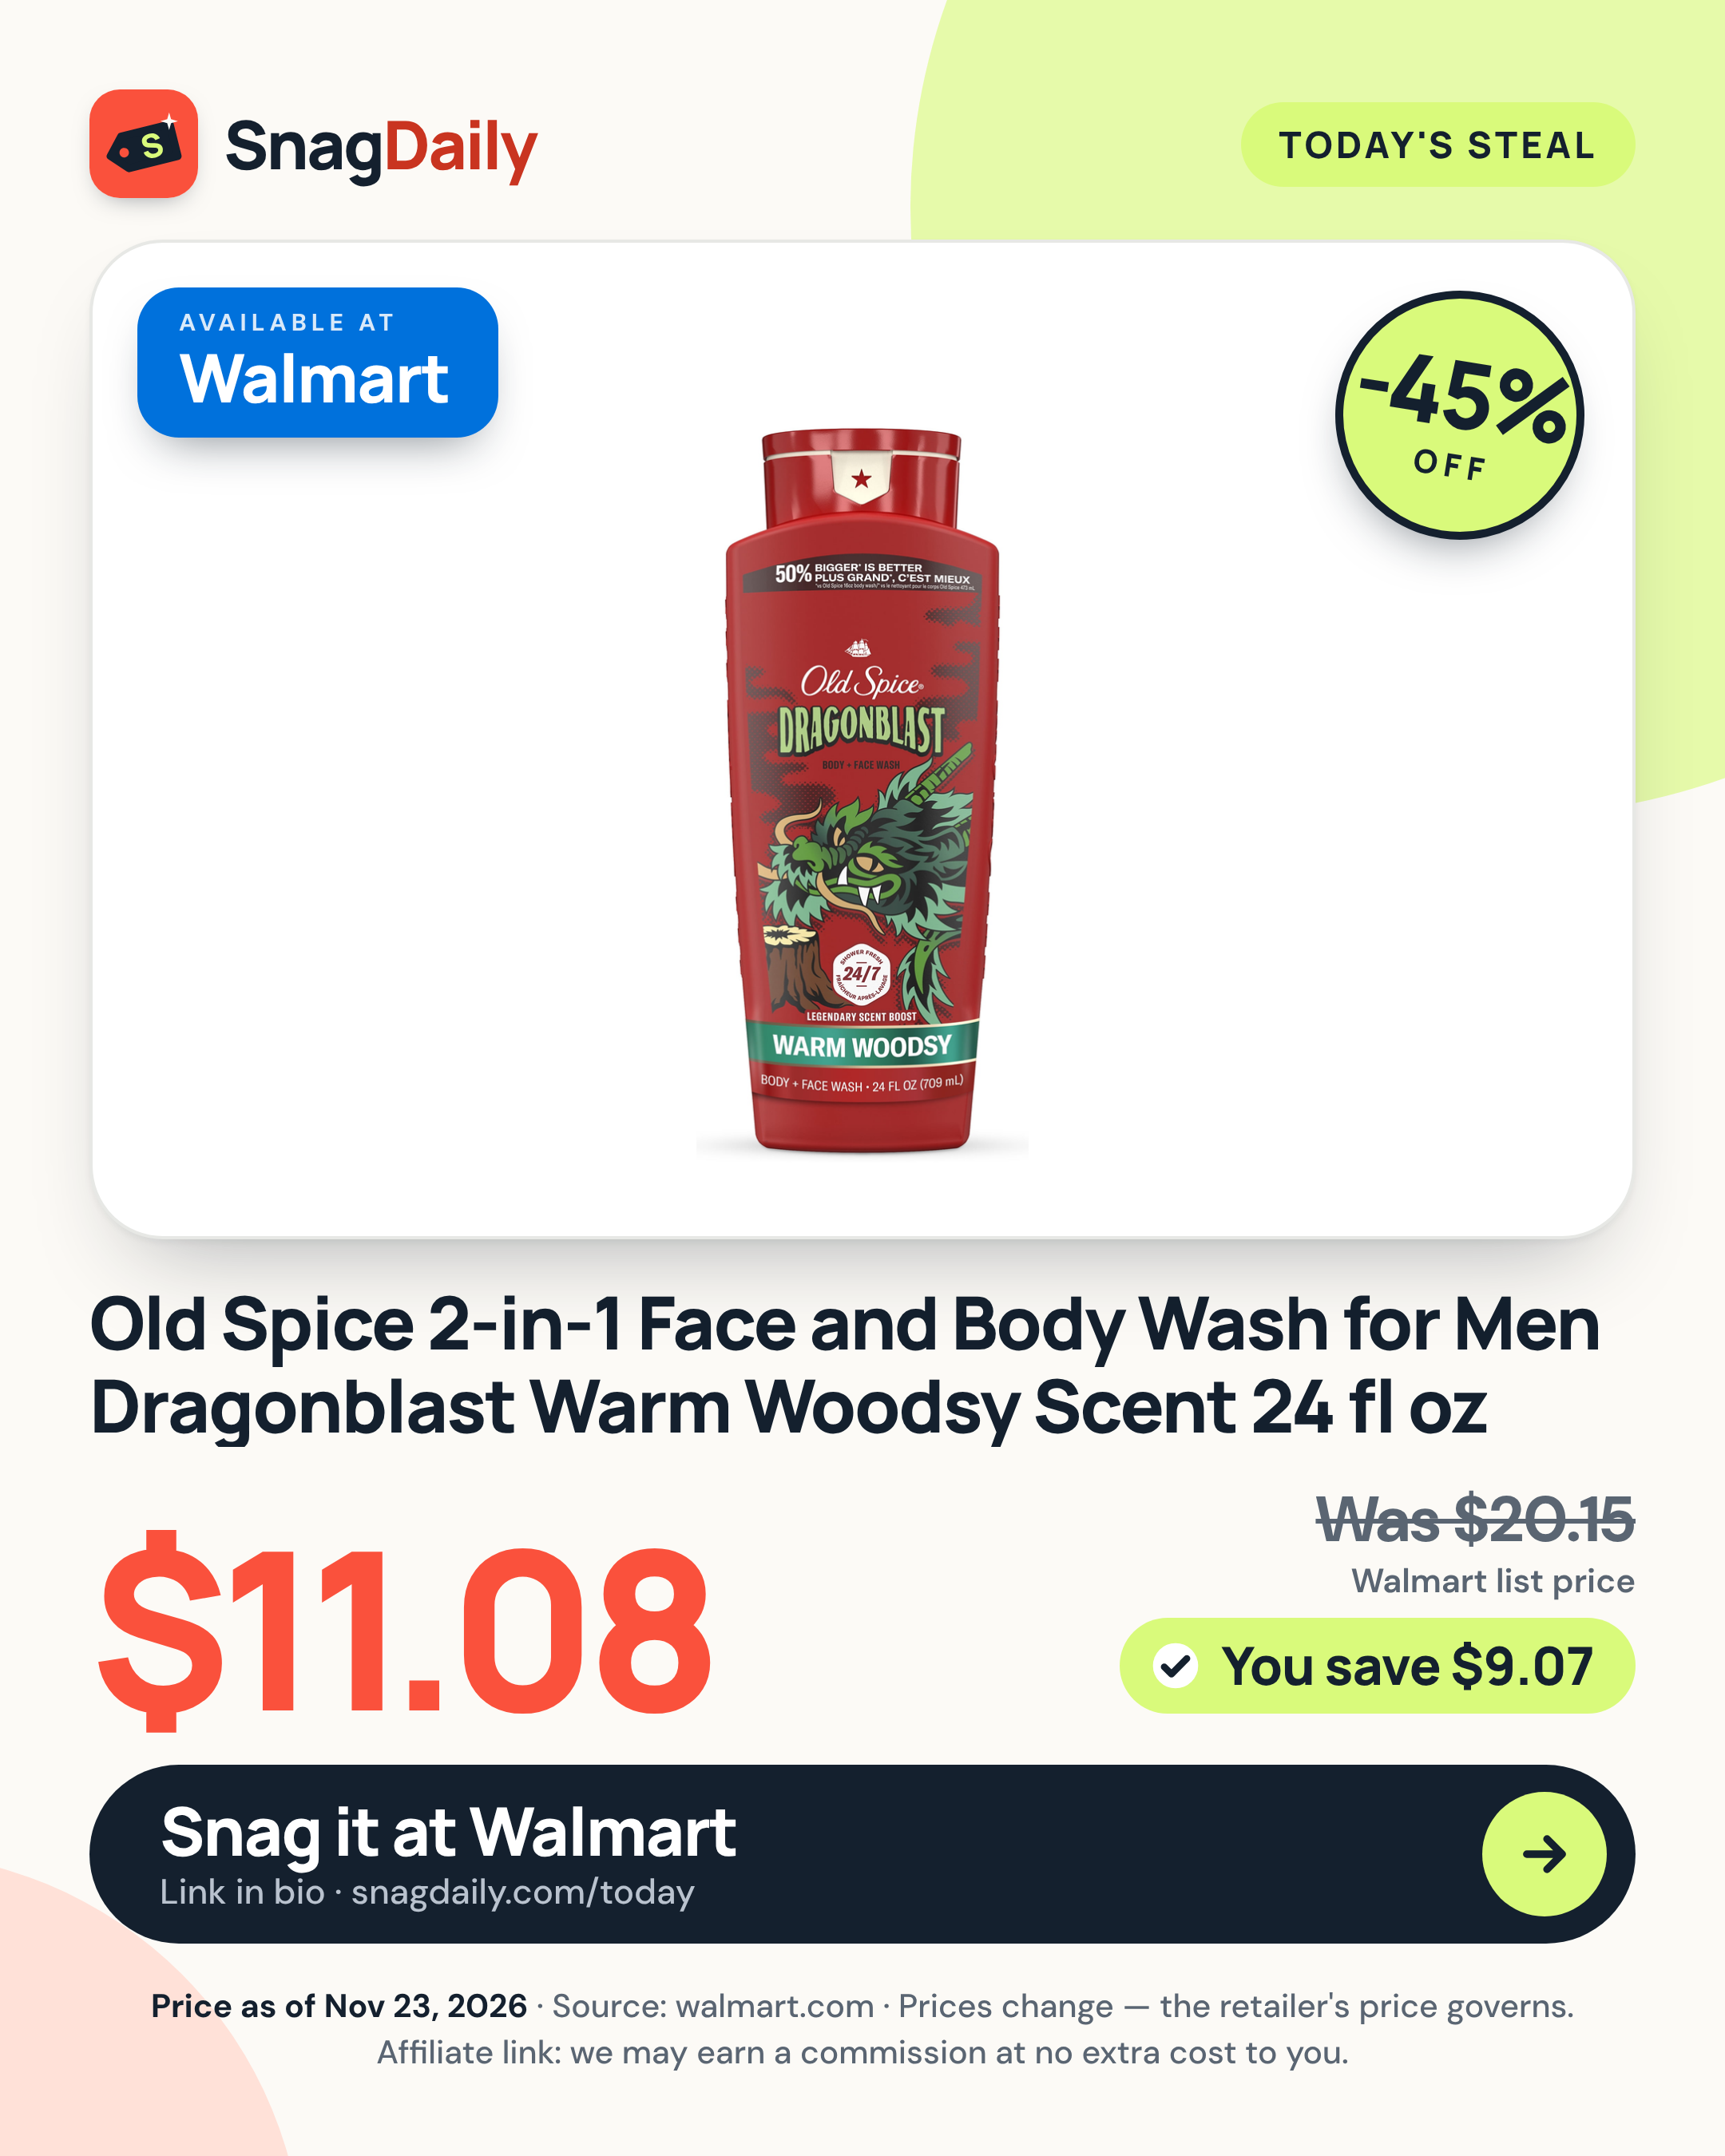 S
SnagDaily
TODAY'S STEAL
AVAILABLE AT
Walmart
-45%
OFF
50% BIGGER* IS BETTER
PLUS GRAND*, C'EST MIEUX
Old Spice
DRAGONBLAST
BODY + FACE WASH
SHOWER FRESH
24/7
FRAÎCHEUR APRÈS-LAVAGE
LEGENDARY SCENT BOOST
WARM WOODSY
BODY + FACE WASH • 24 FL OZ (709 mL)
Old Spice 2-in-1 Face and Body Wash for Men
Dragonblast Warm Woodsy Scent 24 fl oz
$11.08
Was $20.15
Walmart list price
You save $9.07
Snag it at Walmart
Link in bio · snagdaily.com/today
Price as of Nov 23, 2026 · Source: walmart.com · Prices change — the retailer's price governs.
Affiliate link: we may earn a commission at no extra cost to you.